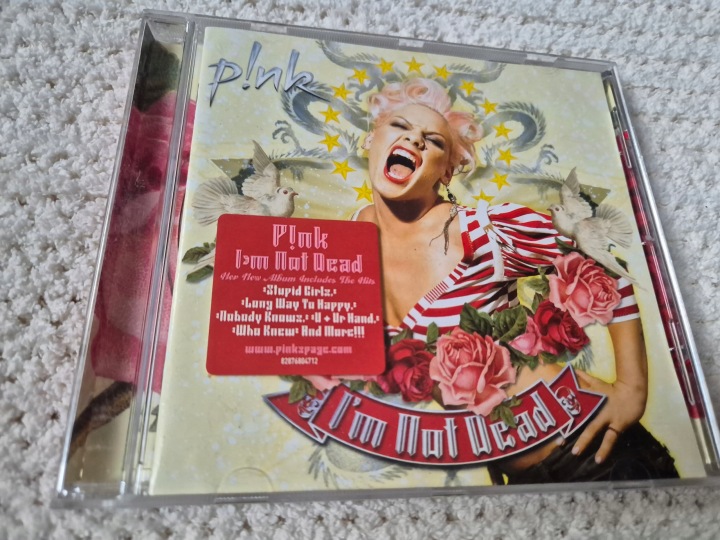 P!nk
P!nk
I'm Not Dead
Her New Album Includes The Hits
"Stupid Girls,"
"Long Way To Happy,"
"Nobody Knows," "U + Ur Hand,"
"Who Knew" And More!!!
www.pinkspage.com
82876804712
I'm Not Dead